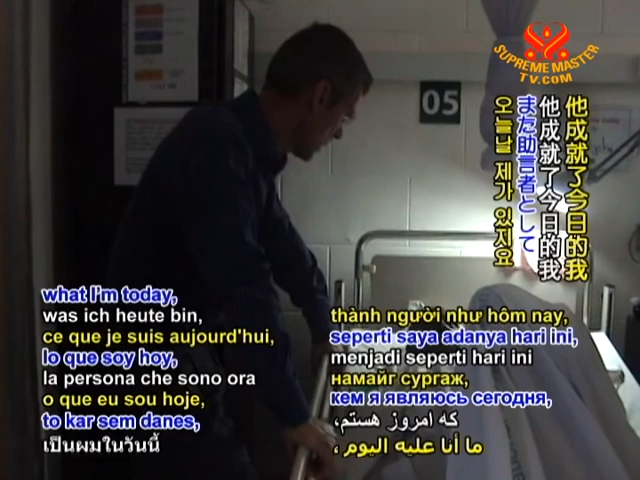 SUPREME MASTER
TV.COM
05
他成就了今日的我
他成就了今日的我
また助言者として
오늘날 제가 있지요
what I'm today,
was ich heute bin,
ce que je suis aujourd'hui,
lo que soy hoy,
la persona che sono ora
o que eu sou hoje,
to kar sem danes,
เป็นผมในวันนี้
thành người như hôm nay,
seperti saya adanya hari ini,
menjadi seperti hari ini
намайг сургаж,
кем я являюсь сегодня,
که امروز هستم،
ما أنا عليه اليوم،